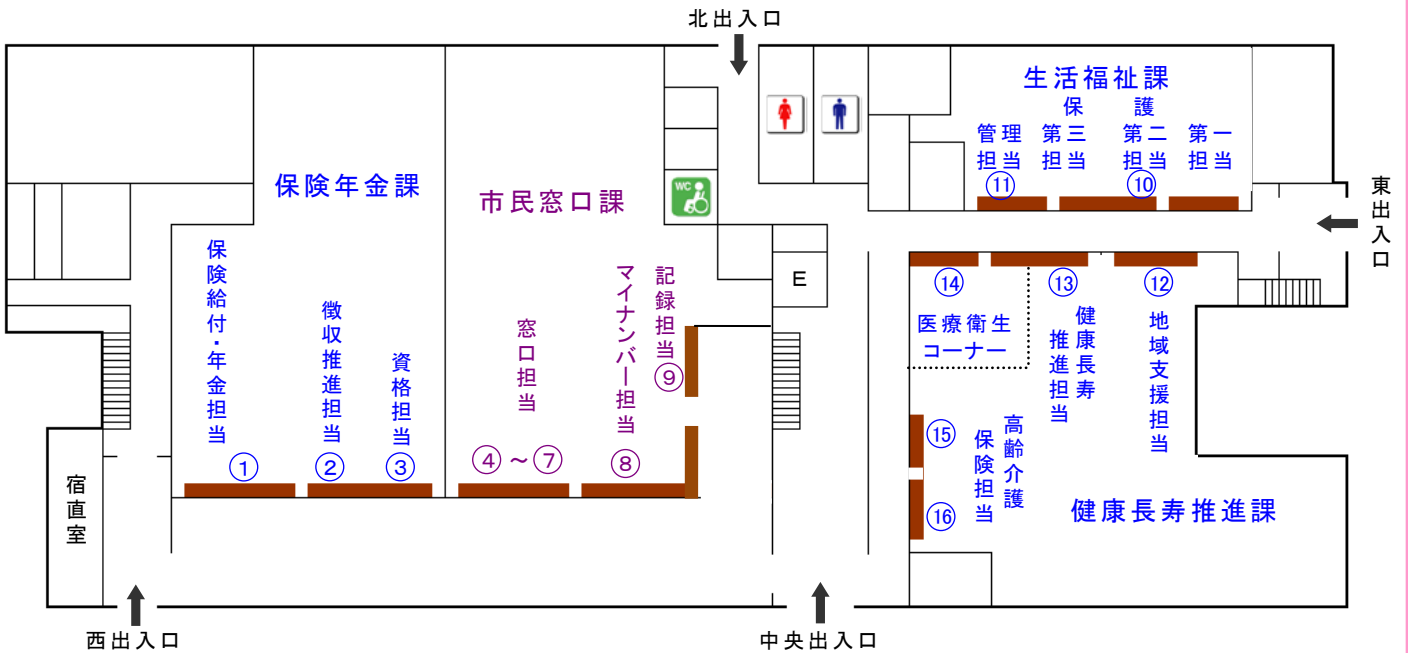 北出入口
生活福祉課
保護
管理担当
第三担当
第二担当
第一担当
⑪
⑩
東出入口
保険年金課
市民窓口課
WC
保険給付・年金担当
徴収推進担当
資格担当
①
②
③
窓口担当
マイナンバー担当
記録担当
④～⑦
⑧
⑨
E
⑭
⑬
⑫
医療衛生
コーナー
健康長寿
推進担当
地域支援担当
⑮
⑯
高齢介護
保険担当
健康長寿推進課
宿直室
西出入口
中央出入口